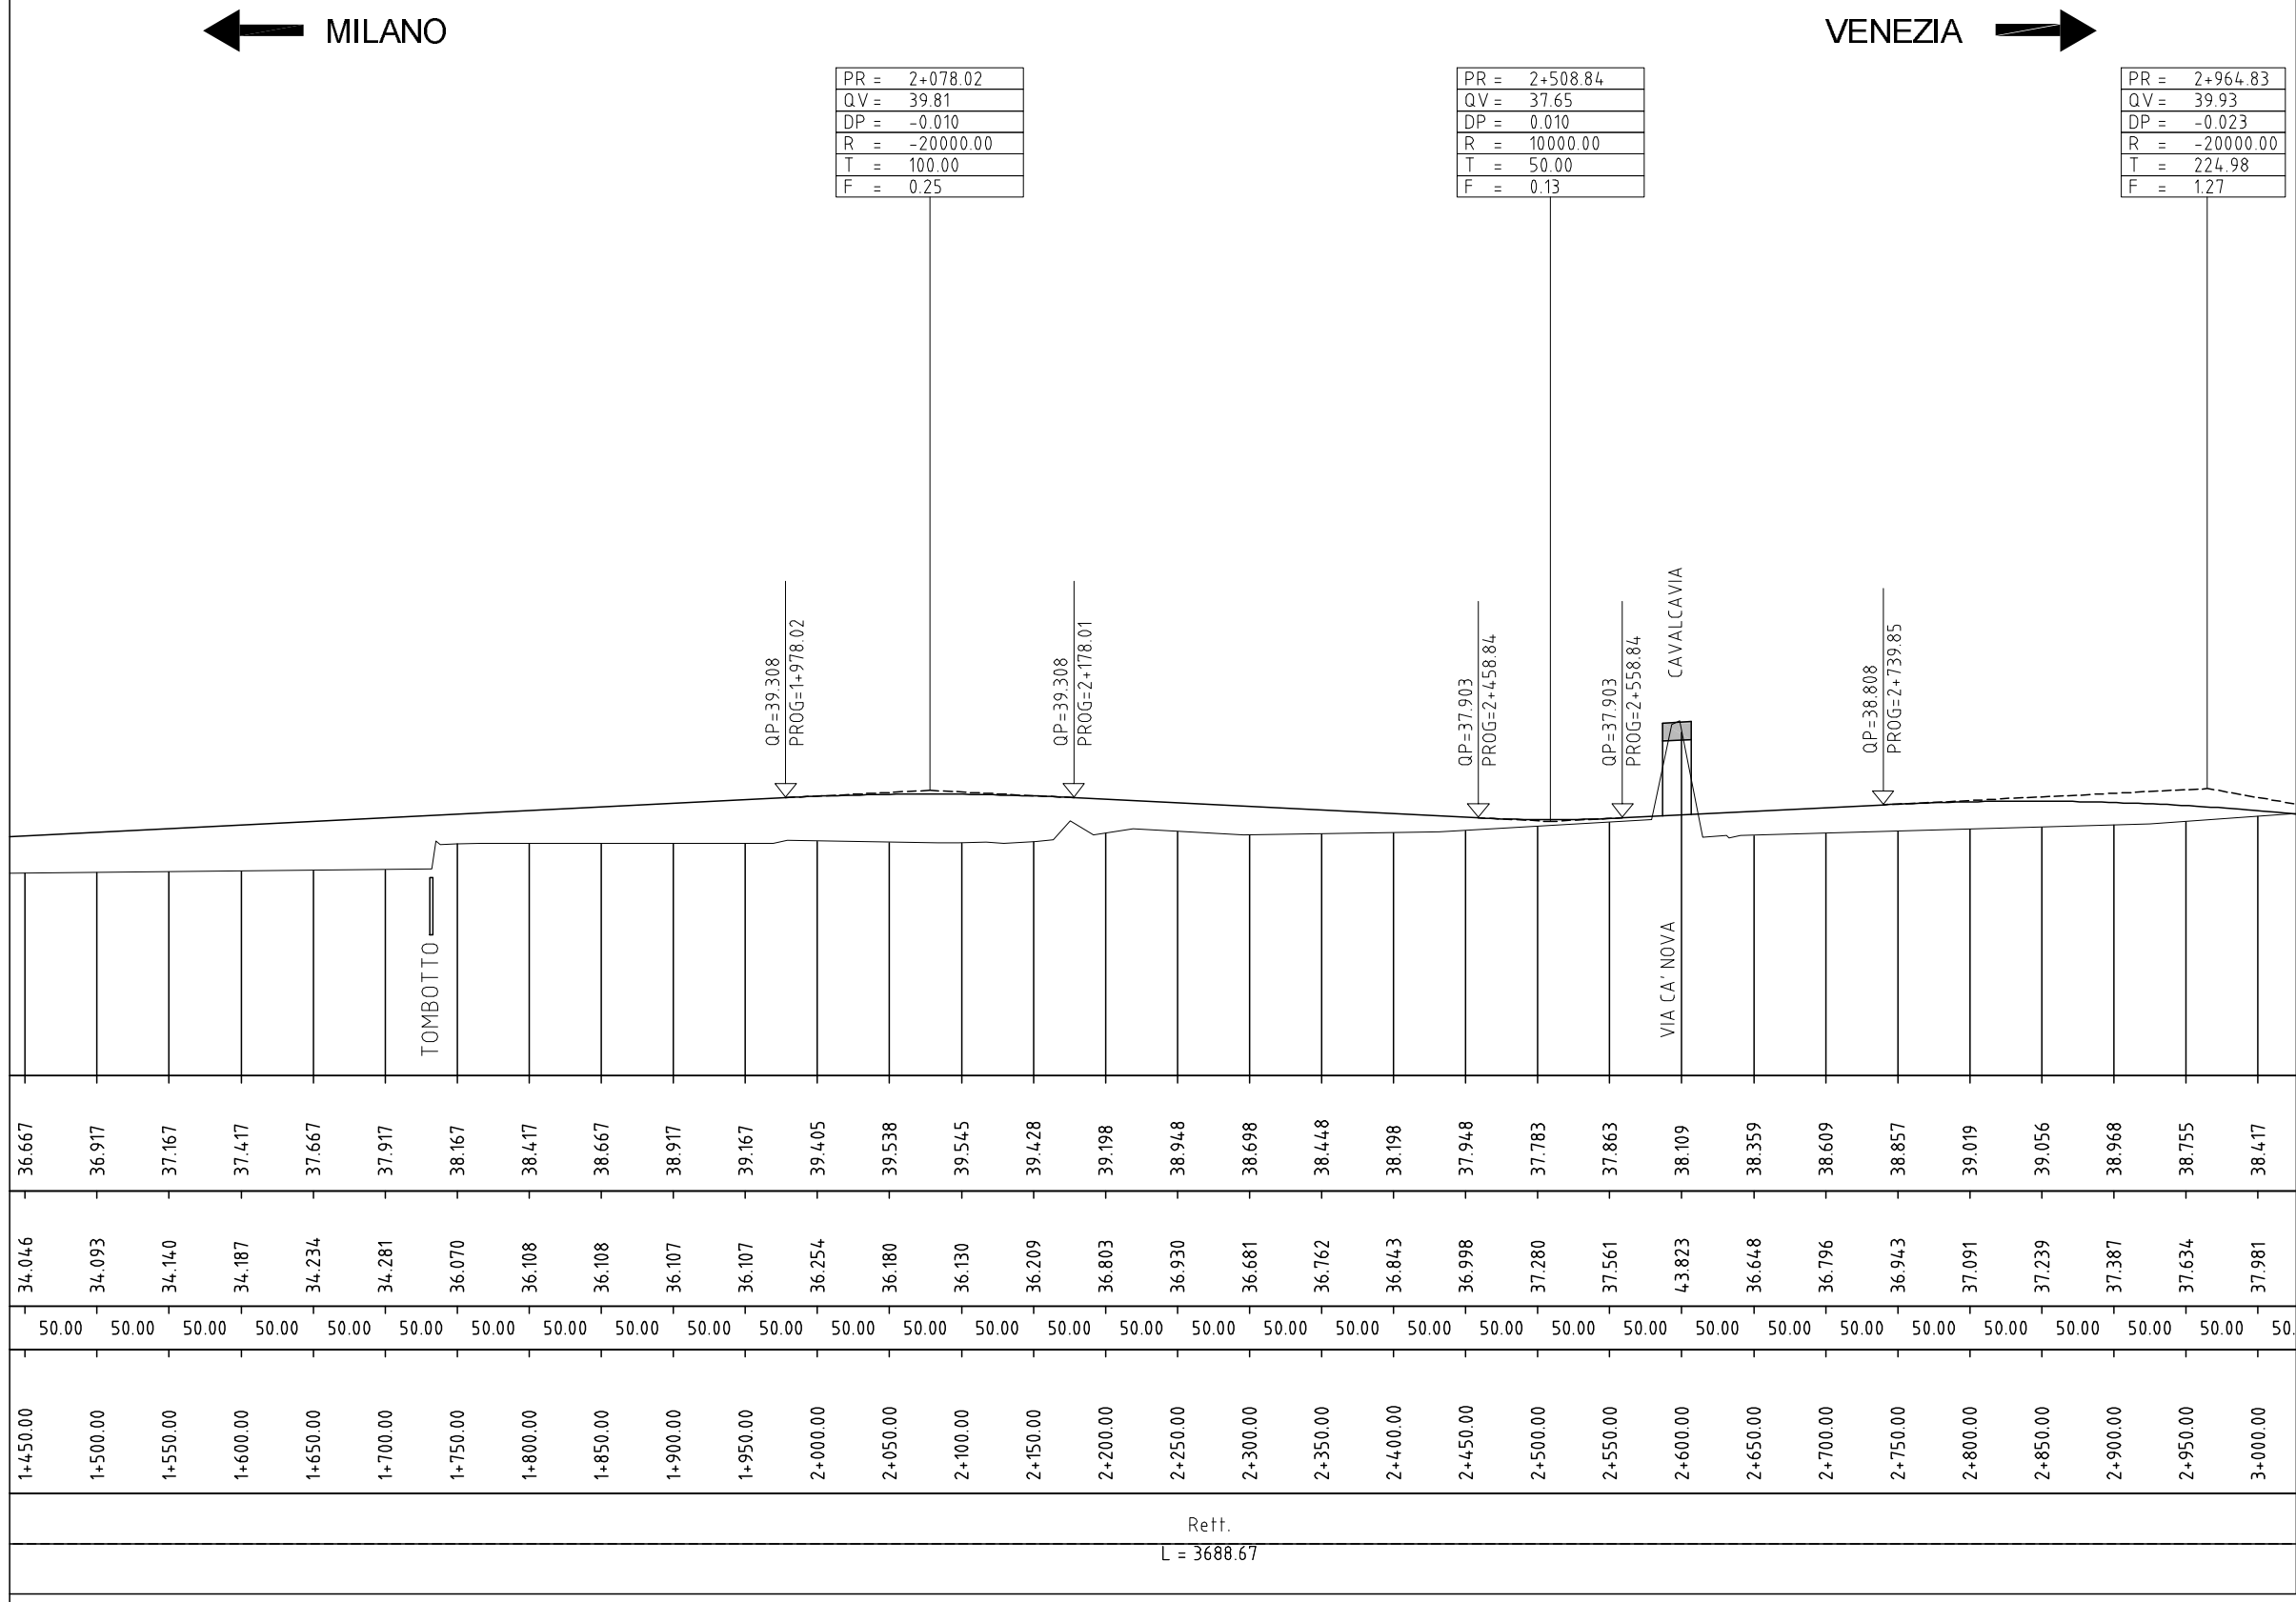 MILANO
VENEZIA
PR = 2+078.02
QV = 39.81
DP = -0.010
R = -20000.00
T = 100.00
F = 0.25
PR = 2+508.84
QV = 37.65
DP = 0.010
R = 10000.00
T = 50.00
F = 0.13
PR = 2+964.83
QV = 39.93
DP = -0.023
R = -20000.00
T = 224.98
F = 1.27
QP=39.308
PROG=1+978.02
QP=39.308
PROG=2+178.01
QP=37.903
PROG=2+458.84
QP=37.903
PROG=2+558.84
CAVALCAVIA
QP=38.808
PROG=2+739.85
TOMBOTTO
VIA CA' NOVA
36.667 36.917 37.167 37.417 37.667 37.917 38.167 38.417 38.667 38.917 39.167 39.405 39.538 39.545 39.428 39.198 38.948 38.698 38.448 38.198 37.948 37.783 37.863 38.109 38.359 38.609 38.857 39.019 39.056 38.968 38.755 38.417
34.046 34.093 34.140 34.187 34.234 34.281 36.070 36.108 36.108 36.107 36.107 36.254 36.180 36.130 36.209 36.803 36.930 36.681 36.762 36.843 36.998 37.280 37.561 43.823 36.648 36.796 36.943 37.091 37.239 37.387 37.634 37.981
50.00 50.00 50.00 50.00 50.00 50.00 50.00 50.00 50.00 50.00 50.00 50.00 50.00 50.00 50.00 50.00 50.00 50.00 50.00 50.00 50.00 50.00 50.00 50.00 50.00 50.00 50.00 50.00 50.00 50.00 50.00 50.
1+450.00 1+500.00 1+550.00 1+600.00 1+650.00 1+700.00 1+750.00 1+800.00 1+850.00 1+900.00 1+950.00 2+000.00 2+050.00 2+100.00 2+150.00 2+200.00 2+250.00 2+300.00 2+350.00 2+400.00 2+450.00 2+500.00 2+550.00 2+600.00 2+650.00 2+700.00 2+750.00 2+800.00 2+850.00 2+900.00 2+950.00 3+000.00
Rett.
L = 3688.67